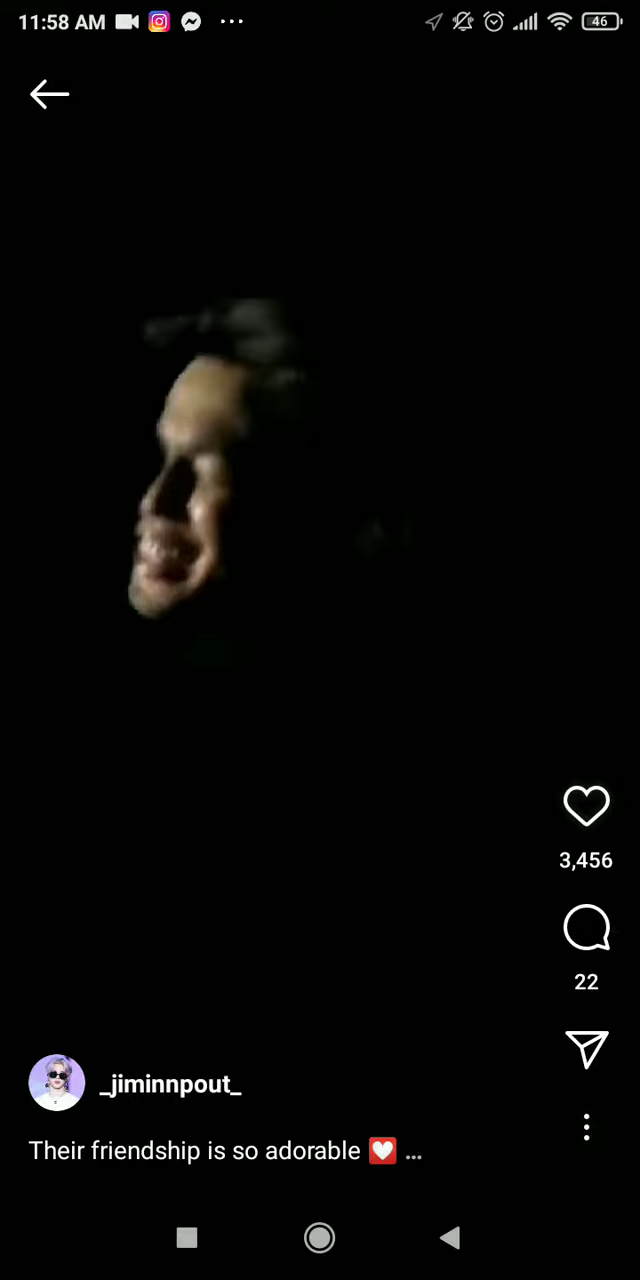 11:58 AM
46
3,456
22
_jiminnpout_
Their friendship is so adorable 💟 ...